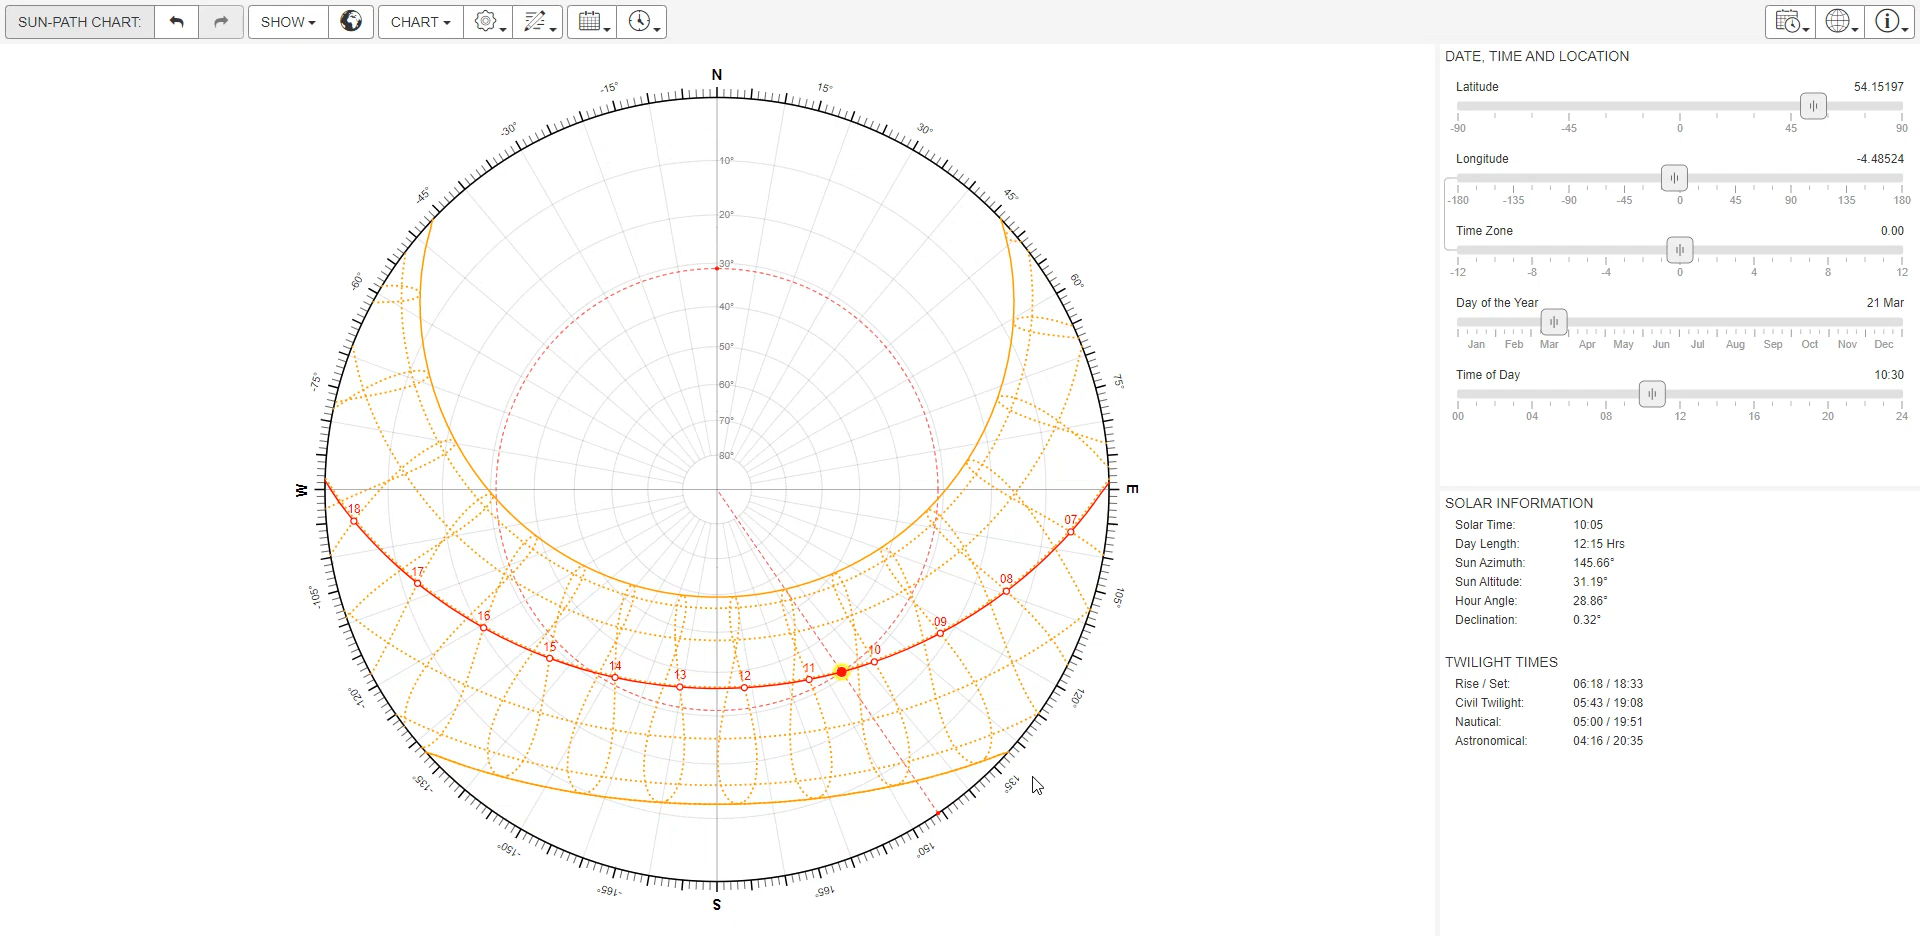 SUN-PATH CHART:
SHOW
CHART
N
-15°
15°
-30°
30°
-45°
45°
-60°
60°
-75°
75°
10°
20°
30°
40°
50°
60°
70°
80°
W
E
18
17
16
15
14
13
12
11
10
09
08
07
-105°
105°
-120°
120°
-135°
135°
-150°
150°
-165°
165°
S
DATE, TIME AND LOCATION
Latitude 54.15197
-90 -45 0 45 90
Longitude -4.48524
-180 -135 -90 -45 0 45 90 135 180
Time Zone 0.00
-12 -8 -4 0 4 8 12
Day of the Year 21 Mar
Jan Feb Mar Apr May Jun Jul Aug Sep Oct Nov Dec
Time of Day 10:30
00 04 08 12 16 20 24
SOLAR INFORMATION
Solar Time: 10:05
Day Length: 12:15 Hrs
Sun Azimuth: 145.66°
Sun Altitude: 31.19°
Hour Angle: 28.86°
Declination: 0.32°
TWILIGHT TIMES
Rise / Set: 06:18 / 18:33
Civil Twilight: 05:43 / 19:08
Nautical: 05:00 / 19:51
Astronomical: 04:16 / 20:35